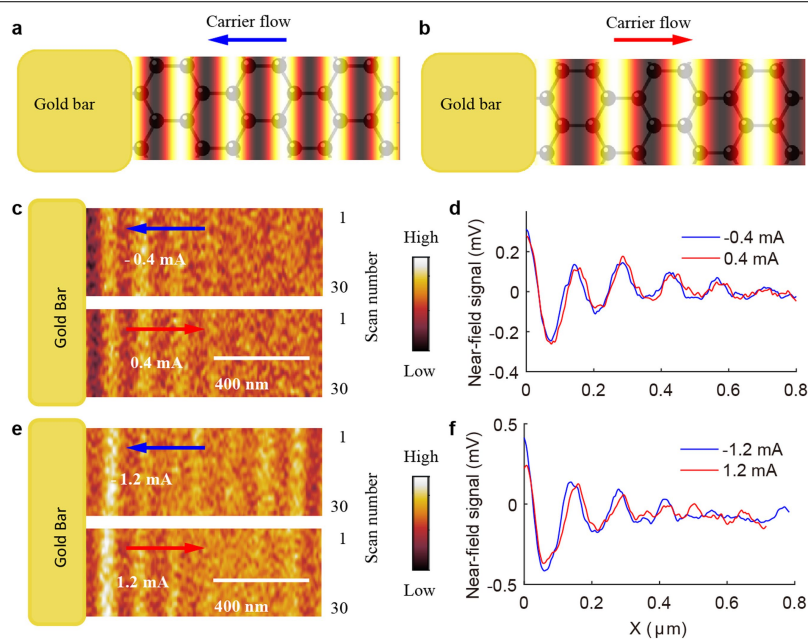 a
Carrier flow
Gold bar
b
Carrier flow
Gold bar
c
Gold Bar
- 0.4 mA
0.4 mA
400 nm
1
30
1
30
Scan number
High
Low
d
Near-field signal (mV)
0.2
0
-0.2
-0.4
-0.4 mA
0.4 mA
0 0.2 0.4 0.6 0.8
e
Gold Bar
- 1.2 mA
1.2 mA
400 nm
1
30
1
30
Scan number
High
Low
f
Near-field signal (mV)
0.5
0
-0.5
-1.2 mA
1.2 mA
0 0.2 0.4 0.6 0.8
X (μm)